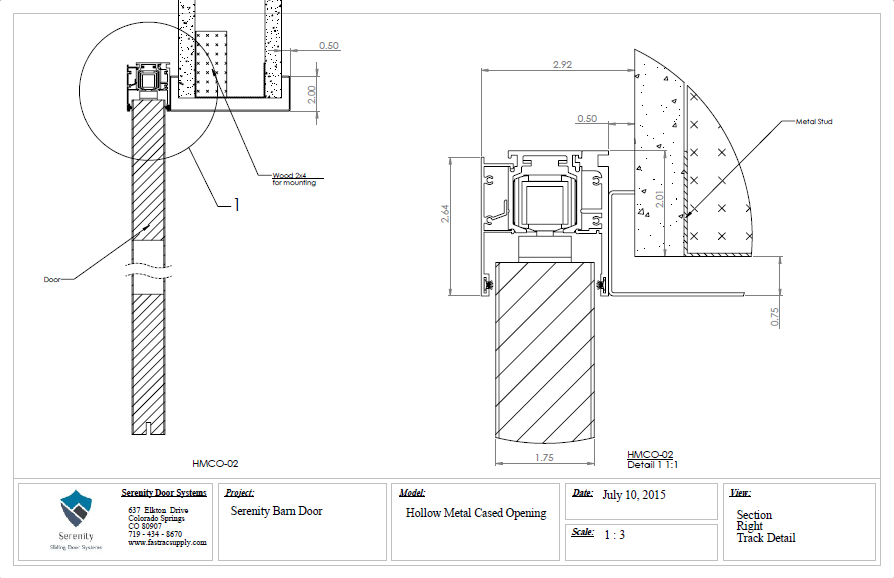 0.50
2.00
Wood 2x4
for mounting
1
Door
HMCO-02
2.92
0.50
Metal Stud
2.64
2.01
0.75
1.75
HMCO-02
Detail 1 1:1
Serenity
Sliding Door Systems
Serenity Door Systems
637 Elkton Drive
Colorado Springs
CO 80907
719 - 434 - 8670
www.fastracsupply.com
Project:
Serenity Barn Door
Model:
Hollow Metal Cased Opening
Date: July 10, 2015
Scale: 1 : 3
View:
Section
Right
Track Detail